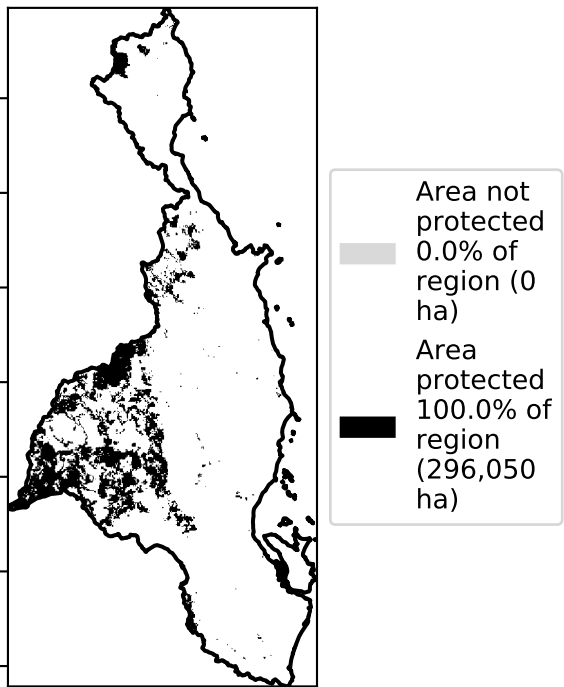 Area not
protected
0.0% of
region (0
ha)
Area
protected
100.0% of
region
(296,050
ha)